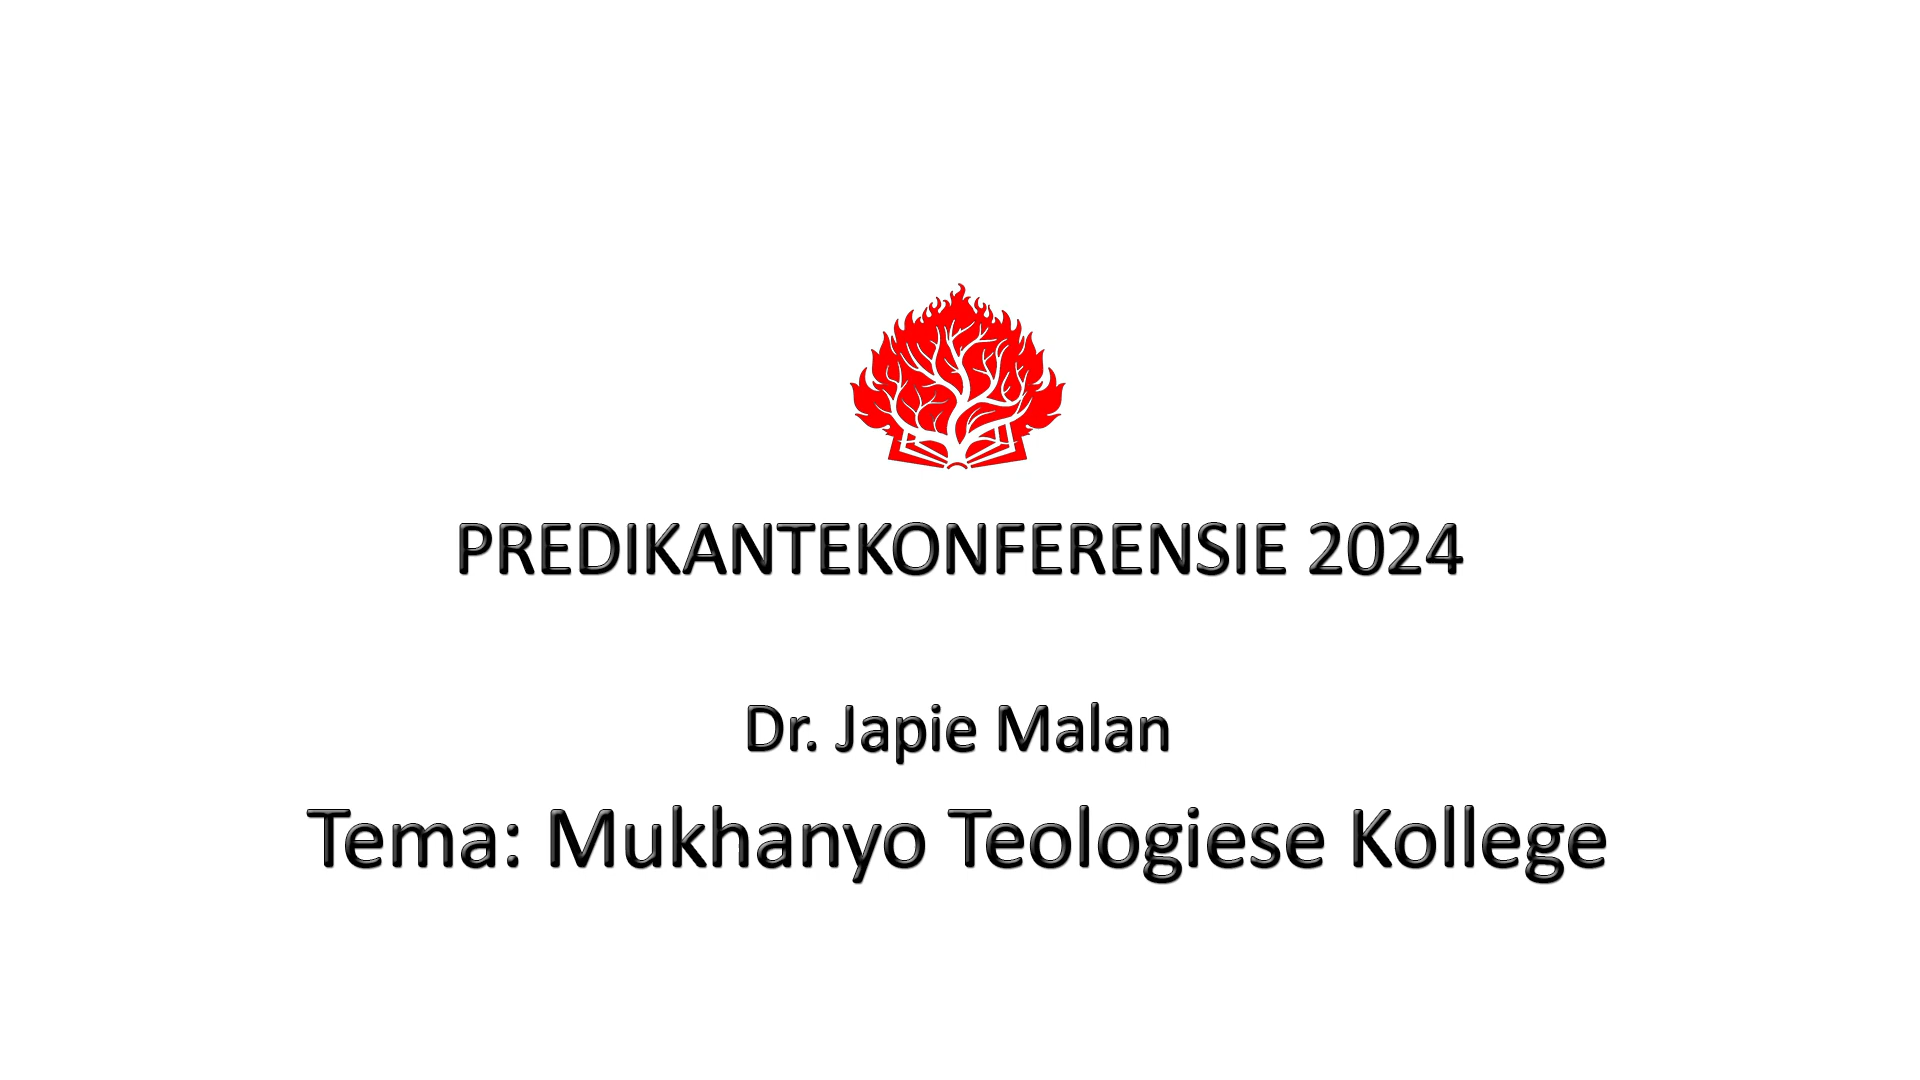 PREDIKANTEKONFERENSIE 2024
Dr. Japie Malan
Tema: Mukhanyo Teologiese Kollege